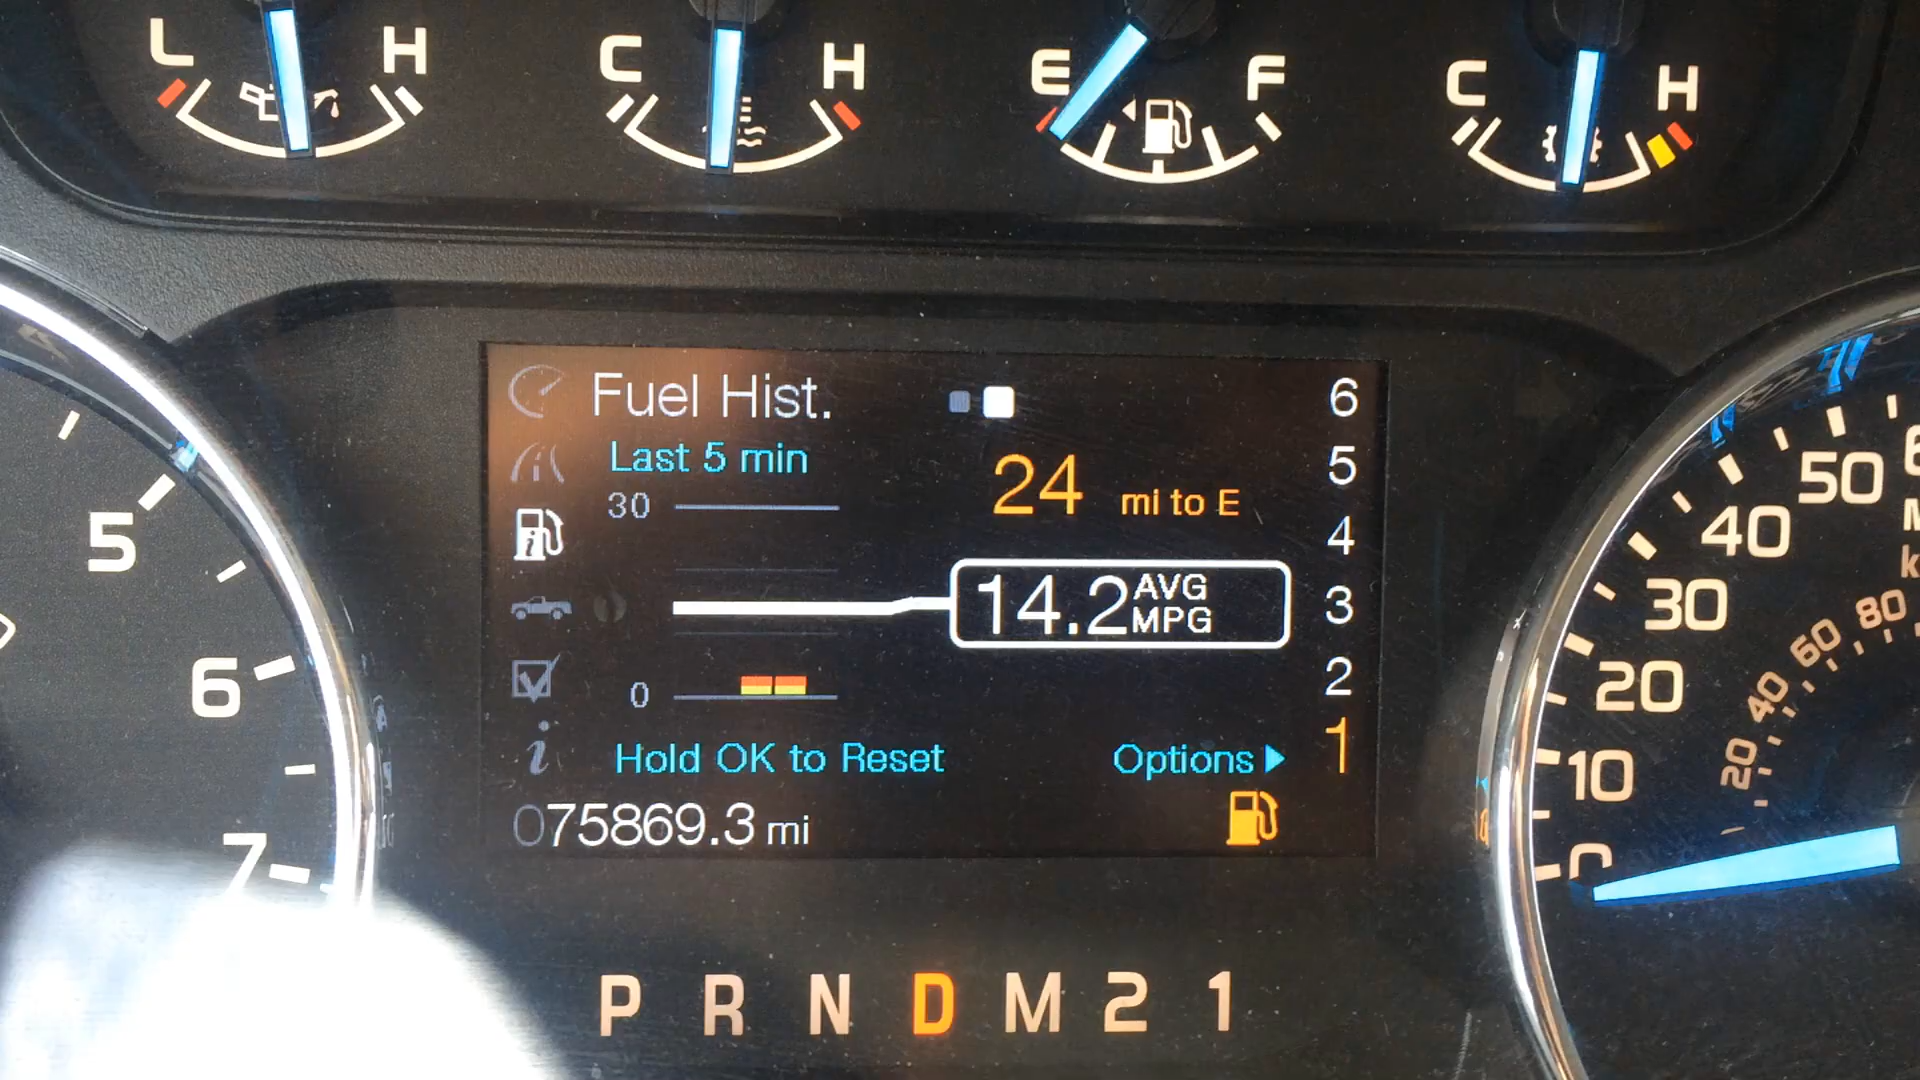 L H C H E F C H
Fuel Hist.
6
Last 5 min
5
24 mi to E
30
4
14.2 AVG MPG
3
2
0
1
Hold OK to Reset
Options
075869.3 mi
P R N D M 2 1
5
6
7
50
40
30
20
10
0
80
60
40
20